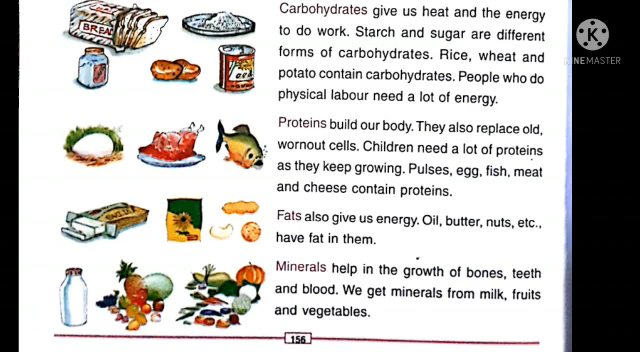 Carbohydrates give us heat and the energy
to do work. Starch and sugar are different
forms of carbohydrates. Rice, wheat and
potato contain carbohydrates. People who do
physical labour need a lot of energy.
Proteins build our body. They also replace old,
wornout cells. Children need a lot of proteins
as they keep growing. Pulses, egg, fish, meat
and cheese contain proteins.
Fats also give us energy. Oil, butter, nuts, etc.,
have fat in them.
Minerals help in the growth of bones, teeth
and blood. We get minerals from milk, fruits
and vegetables.
156
BREAD
K
KINEMASTER